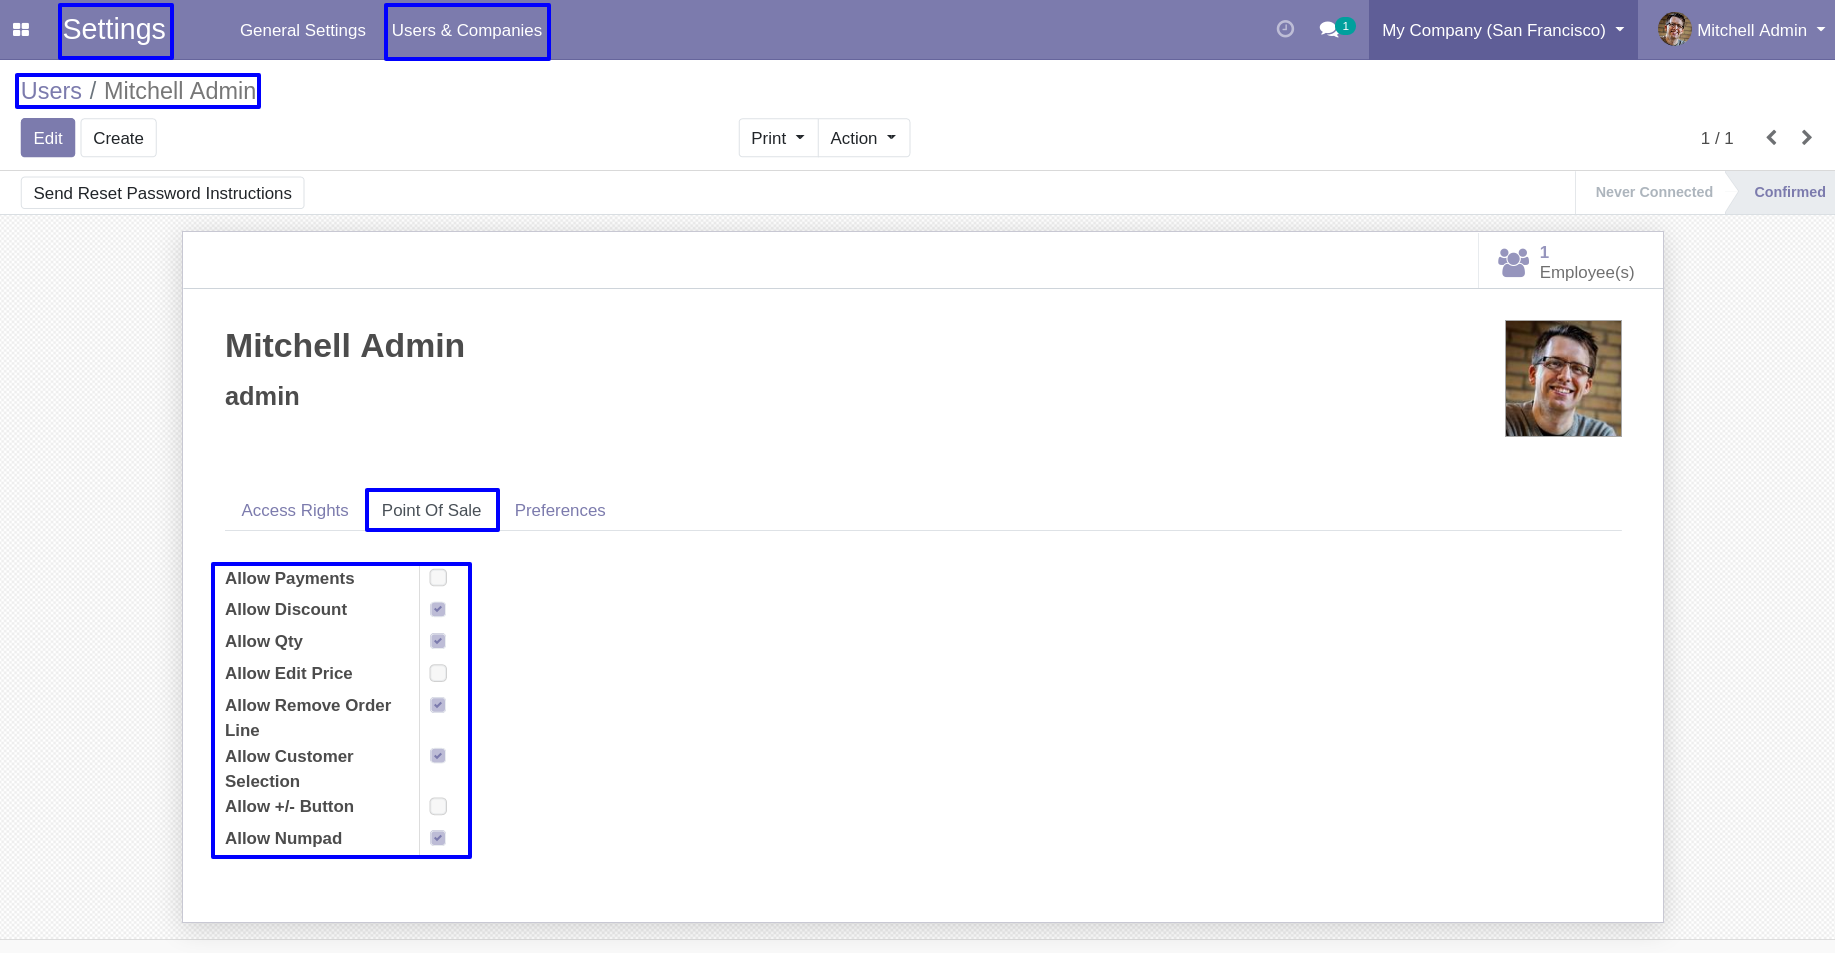 Settings General Settings Users & Companies 1 My Company (San Francisco) Mitchell Admin
Users / Mitchell Admin
Edit Create Print Action 1 / 1
Send Reset Password Instructions Never Connected Confirmed
1
Employee(s)
Mitchell Admin
admin
Access Rights Point Of Sale Preferences
Allow Payments
Allow Discount
Allow Qty
Allow Edit Price
Allow Remove Order
Line
Allow Customer
Selection
Allow +/- Button
Allow Numpad